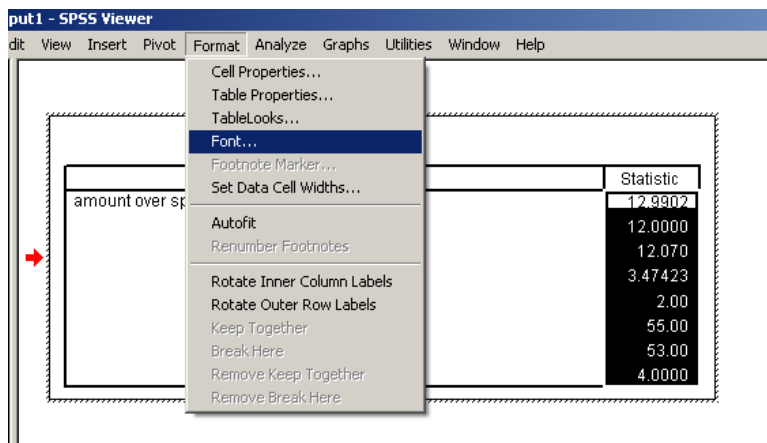 put1 - SPSS Viewer
dit View Insert Pivot Format Analyze Graphs Utilities Window Help
Cell Properties...
Table Properties...
TableLooks...
Font...
Footnote Marker...
Set Data Cell Widths...
Autofit
Renumber Footnotes
Rotate Inner Column Labels
Rotate Outer Row Labels
Keep Together
Break Here
Remove Keep Together
Remove Break Here
amount over sp
Statistic
12.9902
12.0000
12.070
3.47423
2.00
55.00
53.00
4.0000